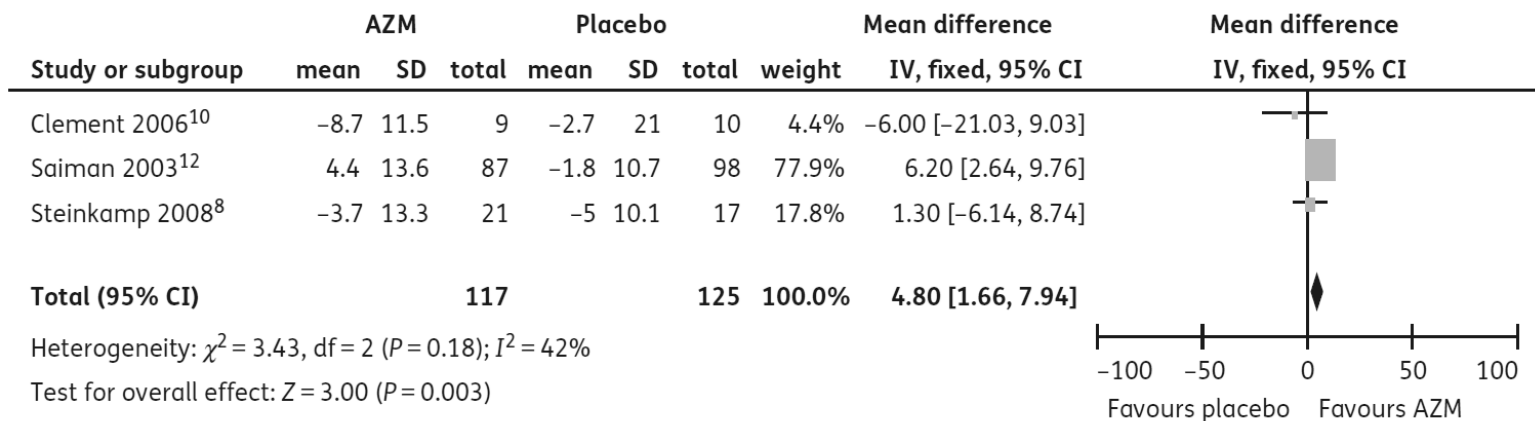 AZM Placebo Mean difference Mean difference
Study or subgroup mean SD total mean SD total weight IV, fixed, 95% CI IV, fixed, 95% CI
Clement 2006¹⁰ −8.7 11.5 9 −2.7 21 10 4.4% −6.00 [−21.03, 9.03]
Saiman 2003¹² 4.4 13.6 87 −1.8 10.7 98 77.9% 6.20 [2.64, 9.76]
Steinkamp 2008⁸ −3.7 13.3 21 −5 10.1 17 17.8% 1.30 [−6.14, 8.74]
Total (95% CI) 117 125 100.0% 4.80 [1.66, 7.94]
Heterogeneity: χ² = 3.43, df = 2 (P = 0.18); I² = 42%
Test for overall effect: Z = 3.00 (P = 0.003)
−100 −50 0 50 100
Favours placebo Favours AZM